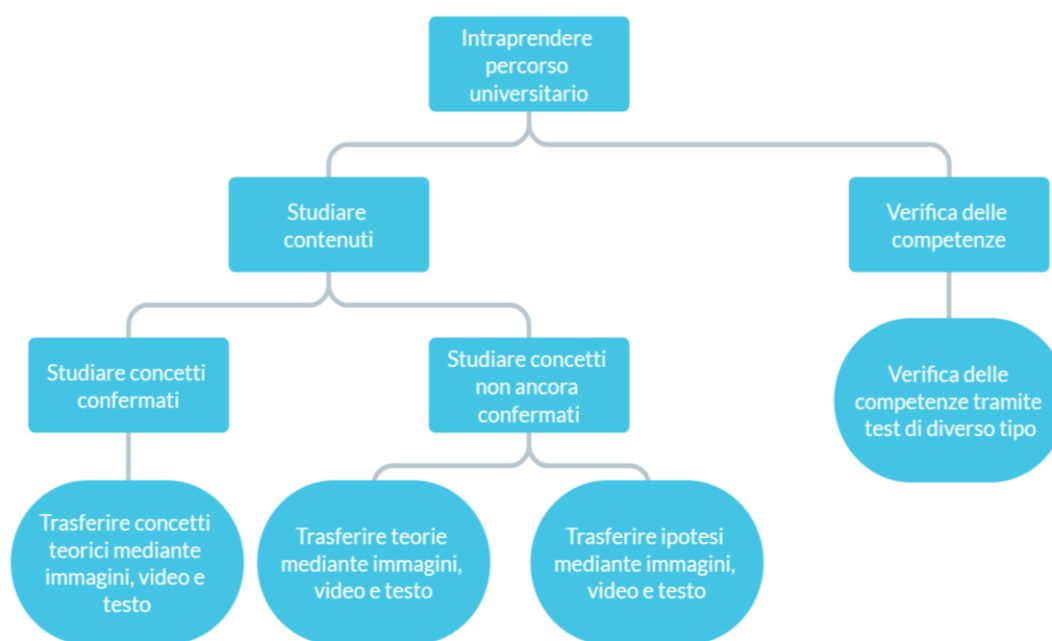 Intraprendere
percorso
universitario
Studiare
contenuti
Verifica delle
competenze
Studiare concetti
confermati
Studiare concetti
non ancora
confermati
Verifica delle
competenze tramite
test di diverso tipo
Trasferire concetti
teorici mediante
immagini, video e
testo
Trasferire teorie
mediante immagini,
video e testo
Trasferire ipotesi
mediante immagini,
video e testo